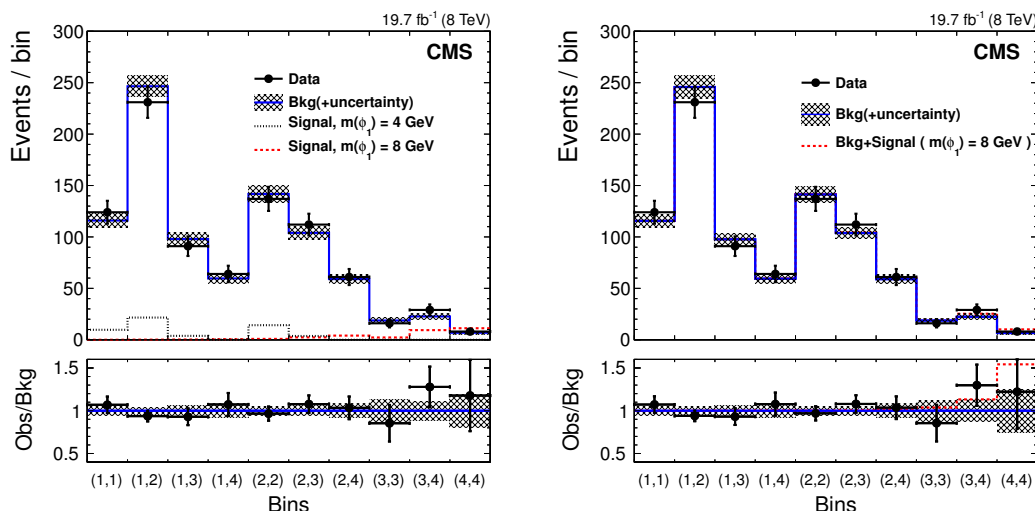 19.7 fb⁻¹ (8 TeV)
CMS
Events / bin
300
250
200
150
100
50
0
Data
Bkg(+uncertainty)
Signal, m(ϕ₁) = 4 GeV
Signal, m(ϕ₁) = 8 GeV
Obs/Bkg
1.5
1
0.5
(1,1) (1,2) (1,3) (1,4) (2,2) (2,3) (2,4) (3,3) (3,4) (4,4)
Bins
19.7 fb⁻¹ (8 TeV)
CMS
Events / bin
300
250
200
150
100
50
0
Data
Bkg(+uncertainty)
Bkg+Signal ( m(ϕ₁) = 8 GeV )
Obs/Bkg
1.5
1
0.5
(1,1) (1,2) (1,3) (1,4) (2,2) (2,3) (2,4) (3,3) (3,4) (4,4)
Bins